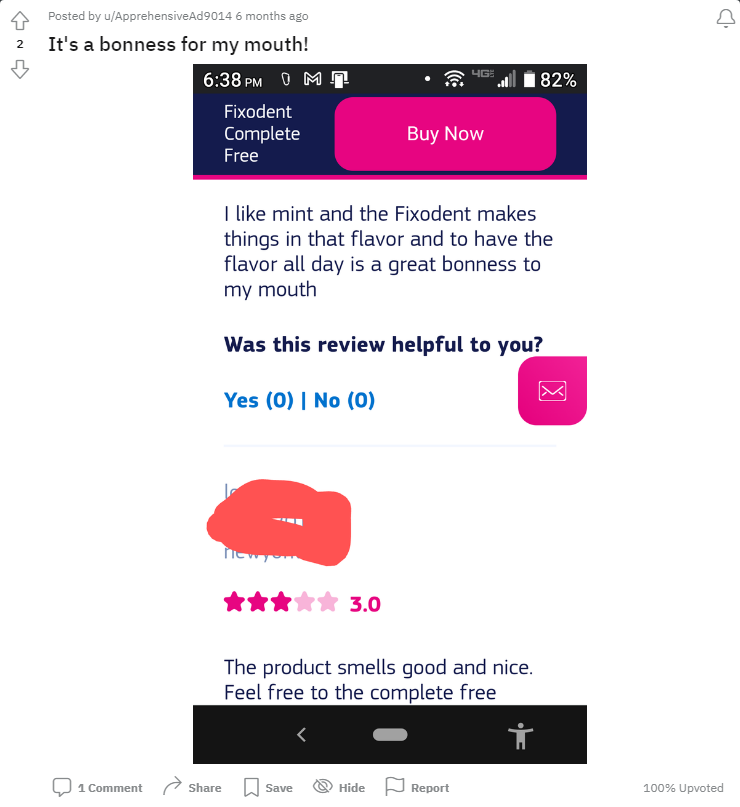 Posted by u/ApprehensiveAd9014 6 months ago
2
It's a bonness for my mouth!
6:38 PM
4GE
82%
Fixodent
Complete
Free
Buy Now
I like mint and the Fixodent makes
things in that flavor and to have the
flavor all day is a great bonness to
my mouth
Was this review helpful to you?
Yes (0) | No (0)
3.0
The product smells good and nice.
Feel free to the complete free
1 Comment
Share
Save
Hide
Report
100% Upvoted